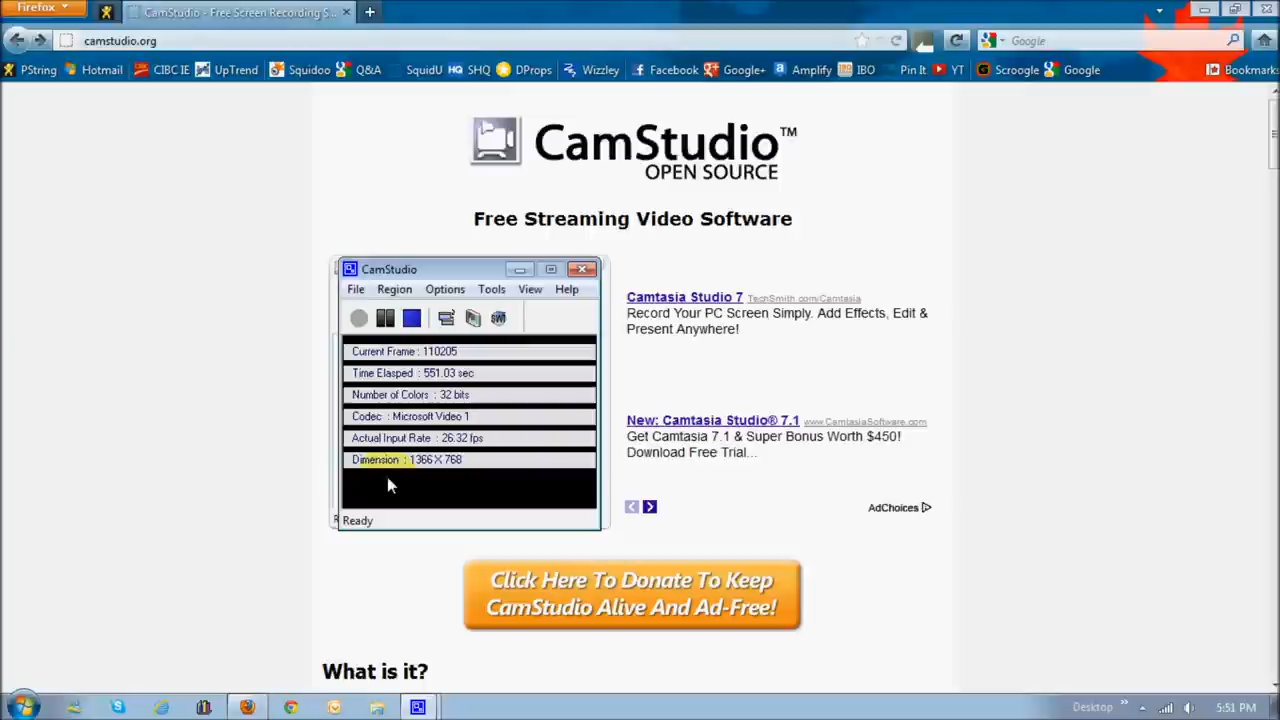 Firefox
CamStudio - Free Screen Recording S...
camstudio.org
Google
PString Hotmail CIBC IE UpTrend Squidoo Q&A SquidU SHQ DProps Wizzley Facebook Google+ Amplify IBO Pin It YT Scroogle Google Bookmarks
CamStudio™
OPEN SOURCE
Free Streaming Video Software
CamStudio
File Region Options Tools View Help
Current Frame : 110205
Time Elasped : 551.03 sec
Number of Colors : 32 bits
Codec : Microsoft Video 1
Actual Input Rate : 26.32 fps
Dimension : 1366 X 768
Ready
Camtasia Studio 7 TechSmith.com/Camtasia
Record Your PC Screen Simply. Add Effects, Edit &
Present Anywhere!
New: Camtasia Studio® 7.1 www.CamtasiaSoftware.com
Get Camtasia 7.1 & Super Bonus Worth $450!
Download Free Trial...
AdChoices
Click Here To Donate To Keep
CamStudio Alive And Ad-Free!
What is it?
Desktop
5:51 PM